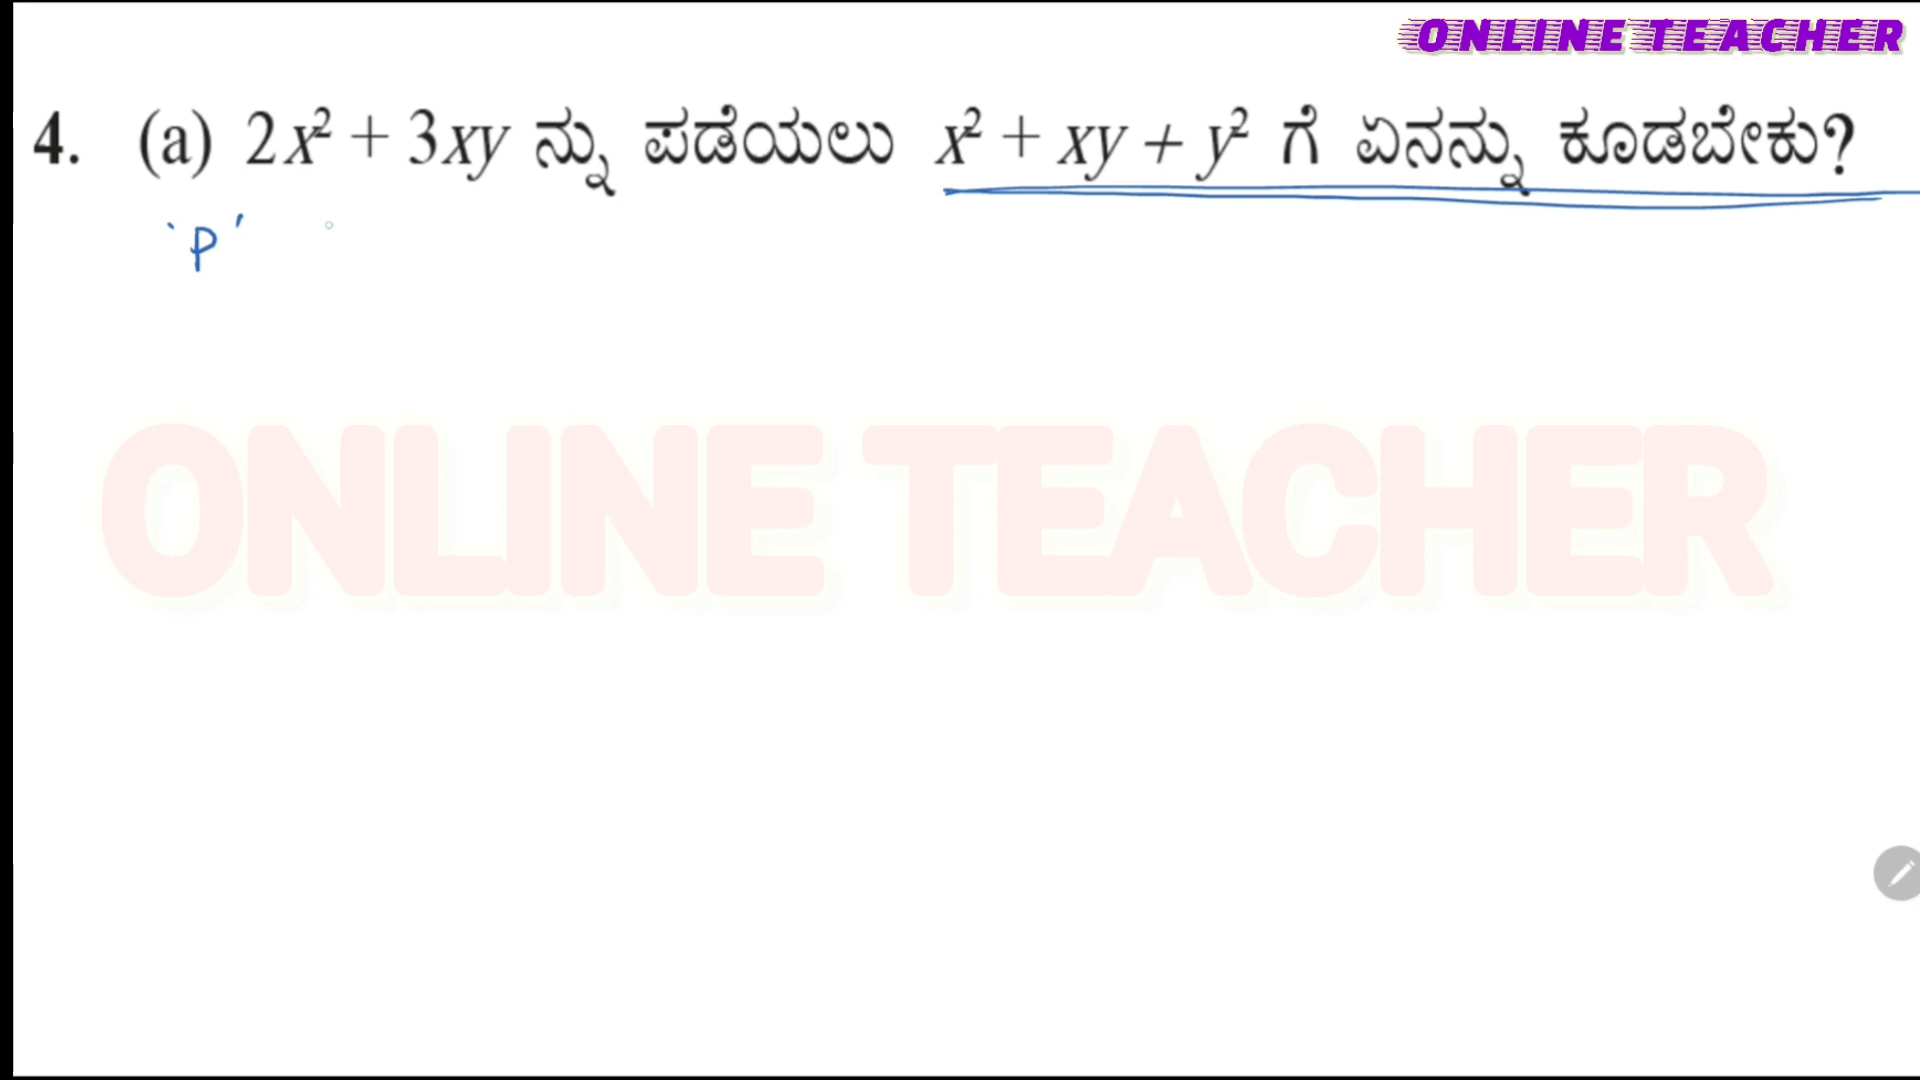 ONLINE TEACHER
4. (a) 2x² + 3xy ನ್ನು ಪಡೆಯಲು x² + xy + y² ಗೆ ಏನನ್ನು ಕೂಡಬೇಕು?
‘P’
ONLINE TEACHER